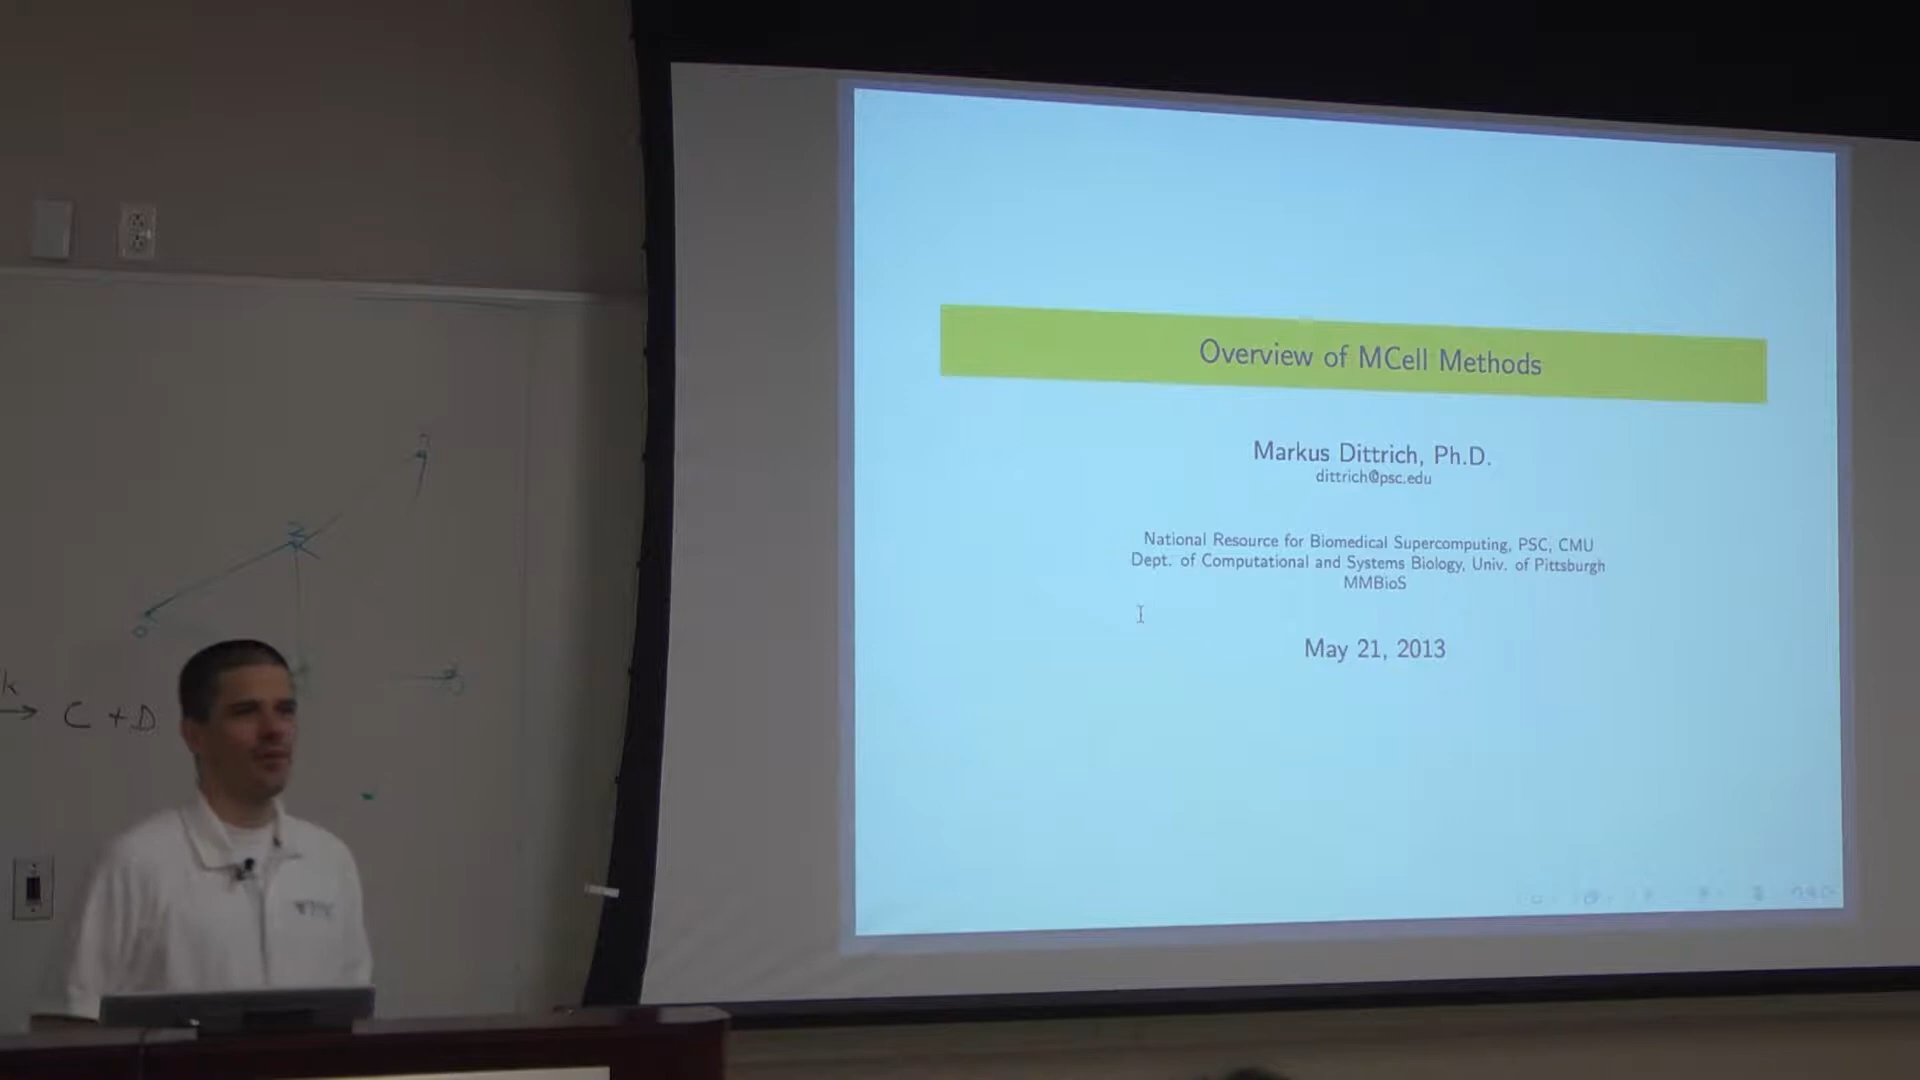 Overview of MCell Methods
Markus Dittrich, Ph.D.
dittrich@psc.edu
National Resource for Biomedical Supercomputing, PSC, CMU
Dept. of Computational and Systems Biology, Univ. of Pittsburgh
MMBioS
May 21, 2013
k
→ C + D